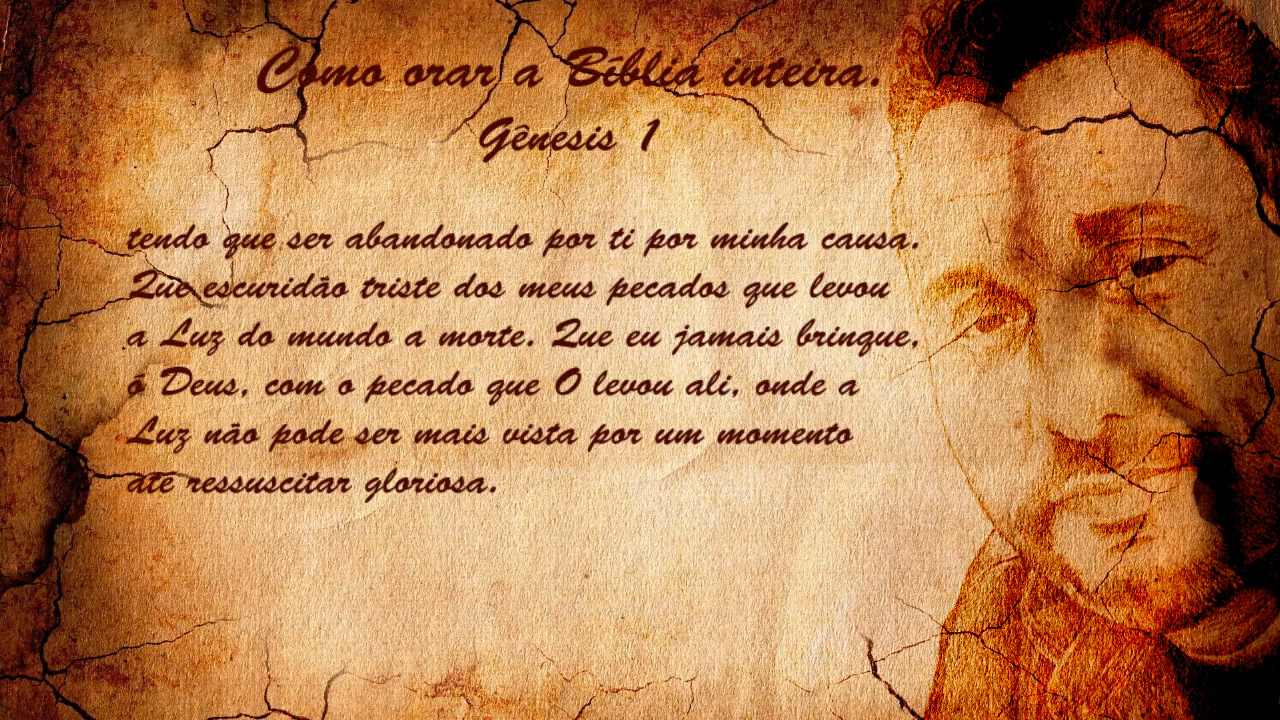 Como orar a Bíblia inteira.
Gênesis 1
tendo que ser abandonado por ti por minha causa.
Que escuridão triste dos meus pecados que levou
a Luz do mundo a morte. Que eu jamais brinque,
ó Deus, com o pecado que O levou ali, onde a
Luz não pode ser mais vista por um momento
até ressuscitar gloriosa.